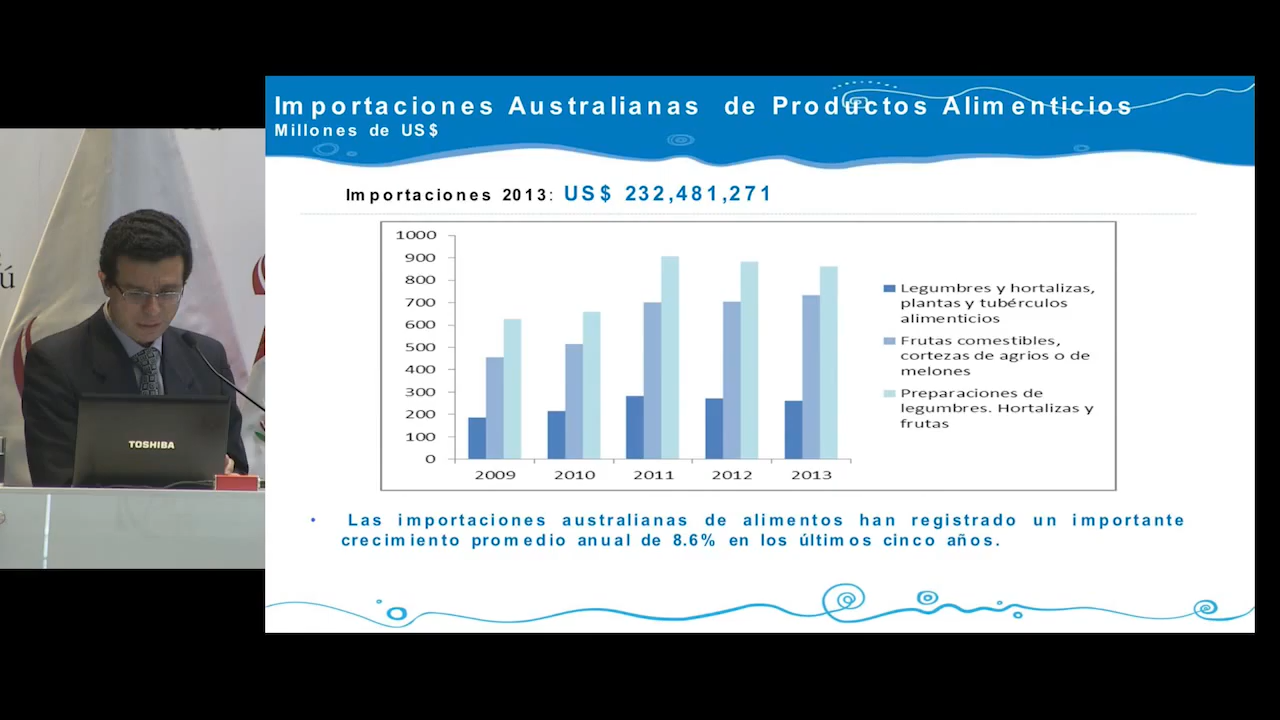 Importaciones Australianas de Productos Alimenticios
Millones de US$
Importaciones 2013: US$ 232,481,271
1000
900
800
700
600
500
400
300
200
100
0
2009 2010 2011 2012 2013
Legumbres y hortalizas,
plantas y tubérculos
alimenticios
Frutas comestibles,
cortezas de agrios o de
melones
Preparaciones de
legumbres. Hortalizas y
frutas
• Las importaciones australianas de alimentos han registrado un importante
crecimiento promedio anual de 8.6% en los últimos cinco años.
TOSHIBA